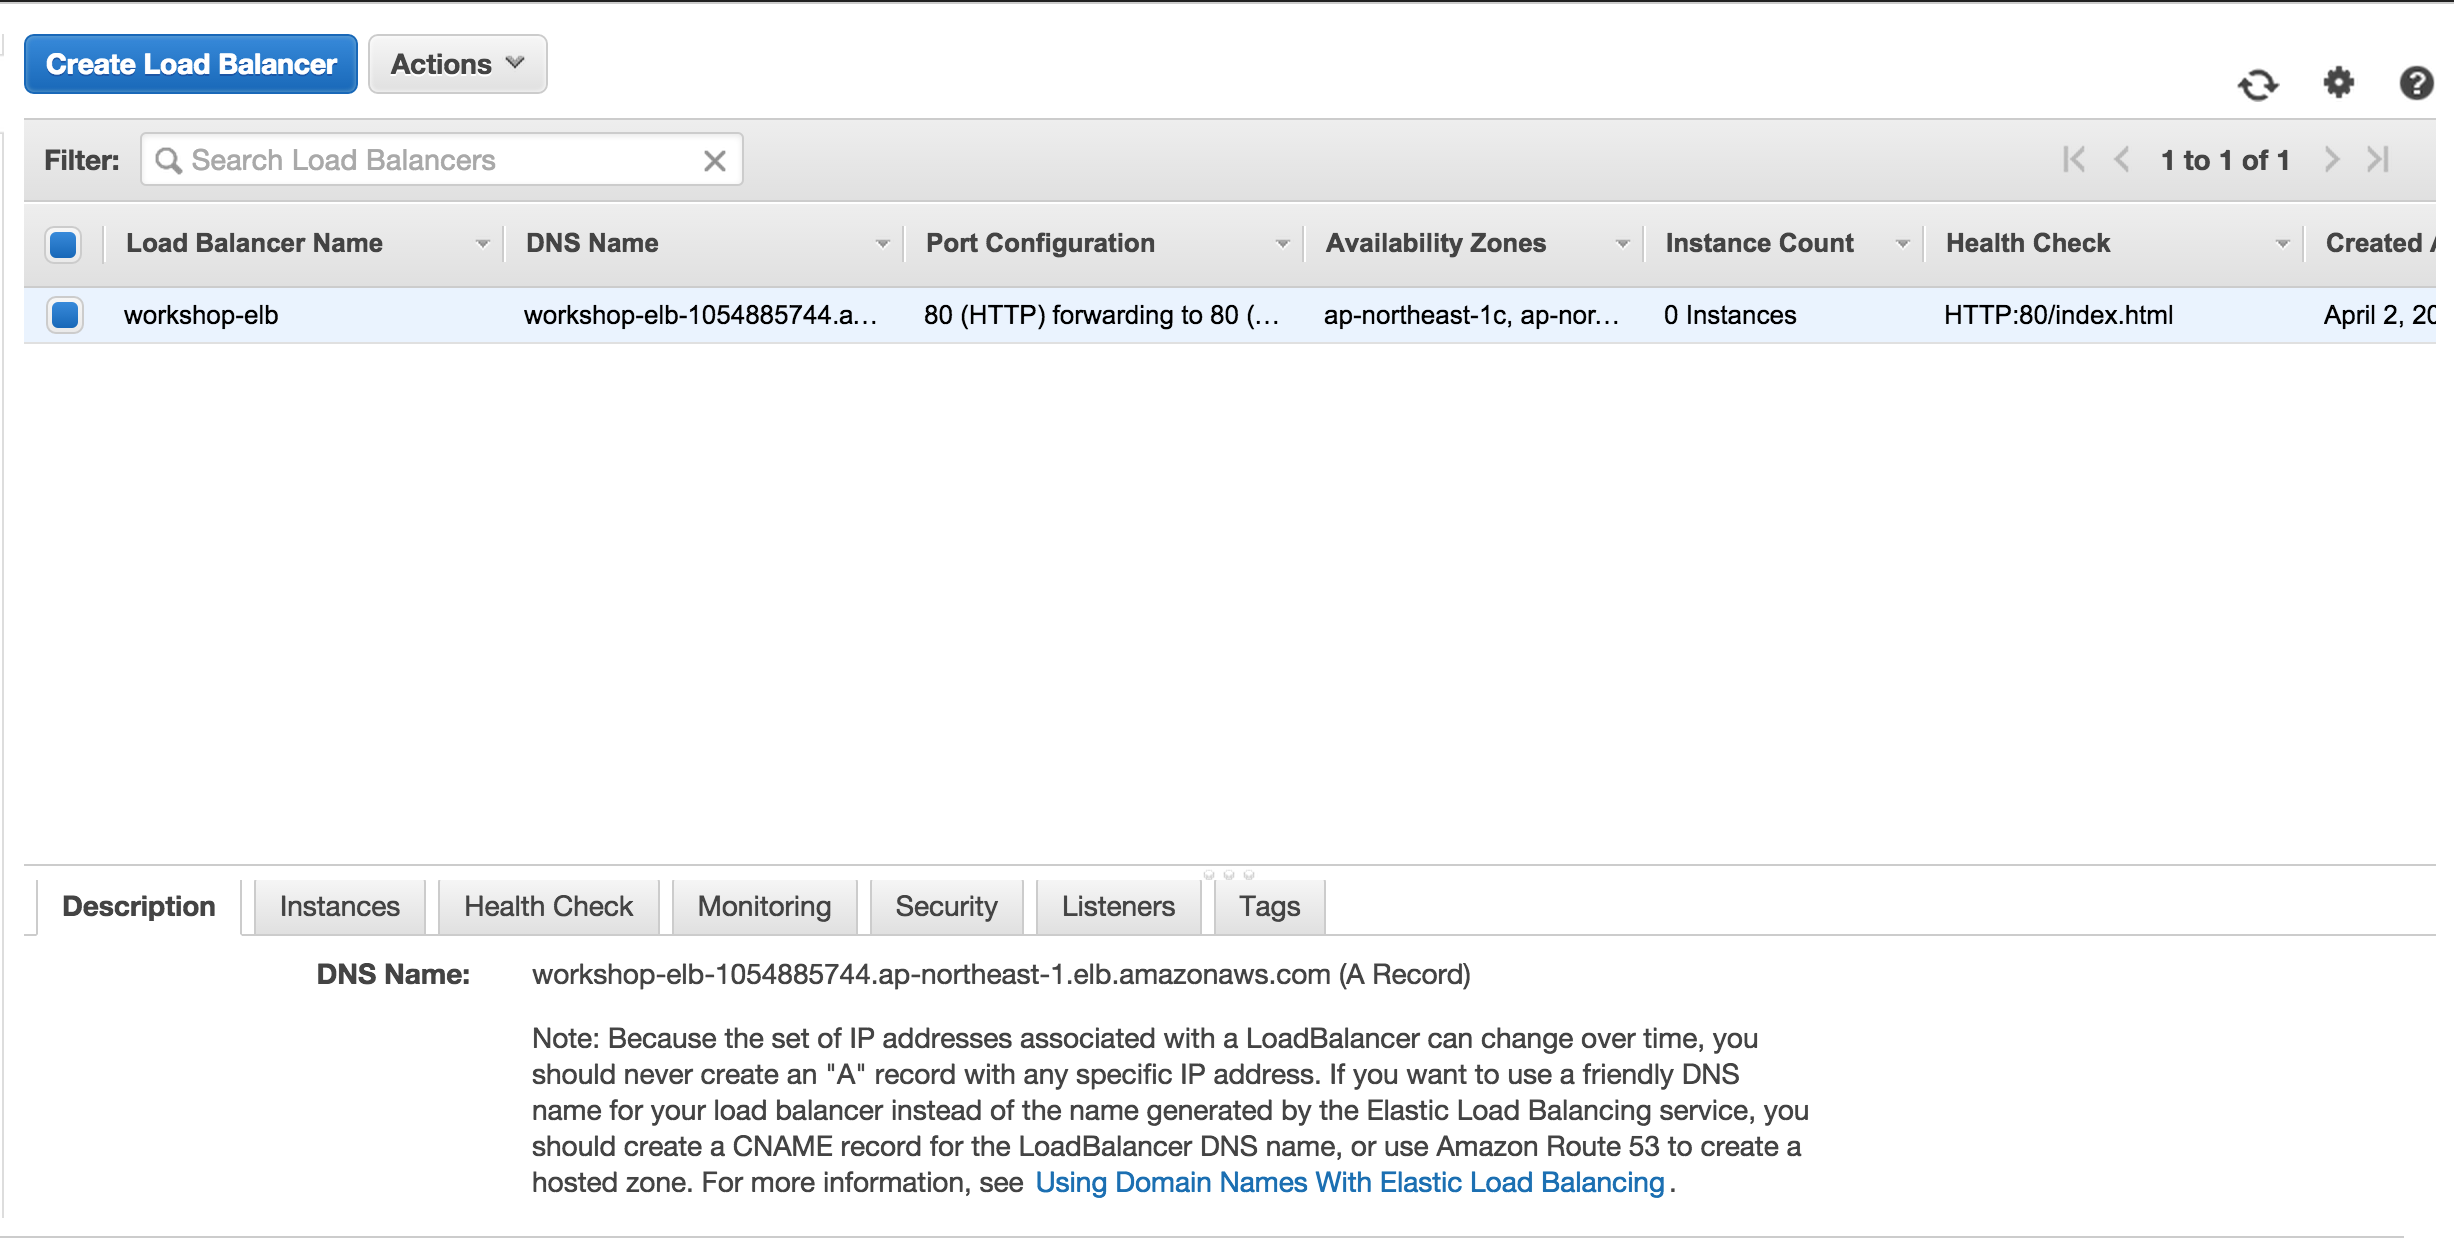 Create Load Balancer Actions
Filter: Search Load Balancers 1 to 1 of 1
Load Balancer Name DNS Name Port Configuration Availability Zones Instance Count Health Check Created
workshop-elb workshop-elb-1054885744.a... 80 (HTTP) forwarding to 80 (... ap-northeast-1c, ap-nor... 0 Instances HTTP:80/index.html April 2, 20
Description Instances Health Check Monitoring Security Listeners Tags
DNS Name: workshop-elb-1054885744.ap-northeast-1.elb.amazonaws.com (A Record)
Note: Because the set of IP addresses associated with a LoadBalancer can change over time, you
should never create an "A" record with any specific IP address. If you want to use a friendly DNS
name for your load balancer instead of the name generated by the Elastic Load Balancing service, you
should create a CNAME record for the LoadBalancer DNS name, or use Amazon Route 53 to create a
hosted zone. For more information, see Using Domain Names With Elastic Load Balancing.